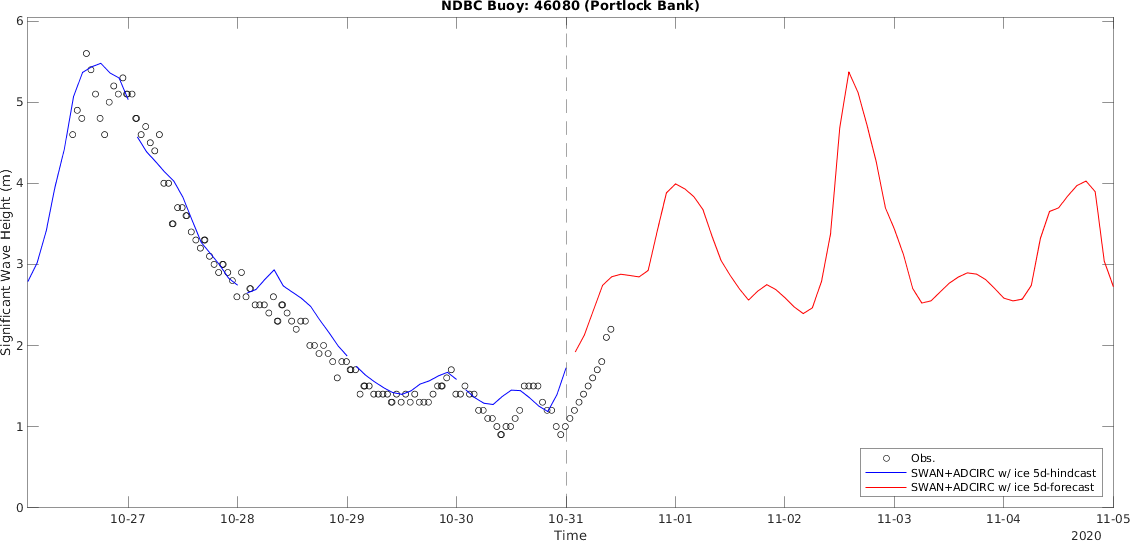 NDBC Buoy: 46080 (Portlock Bank)
Significant Wave Height (m)
6
5
4
3
2
1
0
Obs.
SWAN+ADCIRC w/ ice 5d-hindcast
SWAN+ADCIRC w/ ice 5d-forecast
10-27 10-28 10-29 10-30 10-31 11-01 11-02 11-03 11-04 11-05
Time
2020